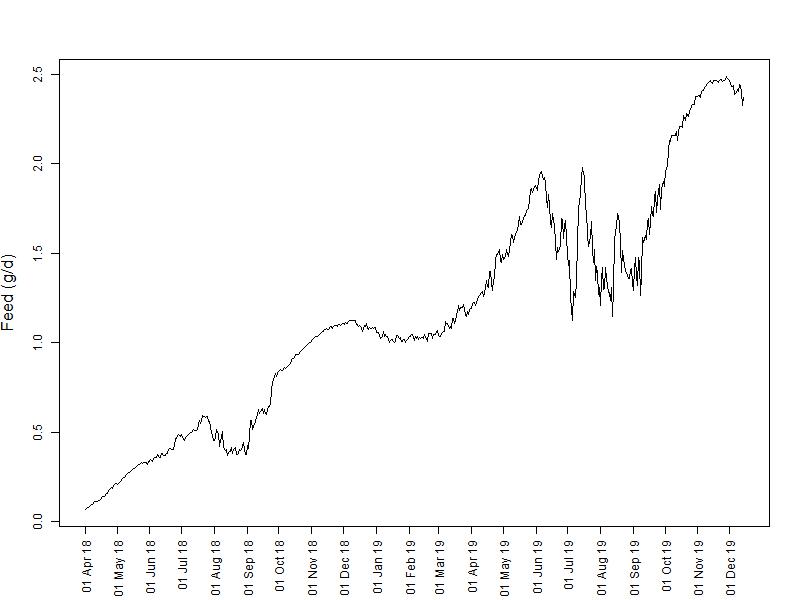 Feed (g/d)
2.5
2.0
1.5
1.0
0.5
0.0
01 Apr 18
01 May 18
01 Jun 18
01 Jul 18
01 Aug 18
01 Sep 18
01 Oct 18
01 Nov 18
01 Dec 18
01 Jan 19
01 Feb 19
01 Mar 19
01 Apr 19
01 May 19
01 Jun 19
01 Jul 19
01 Aug 19
01 Sep 19
01 Oct 19
01 Nov 19
01 Dec 19